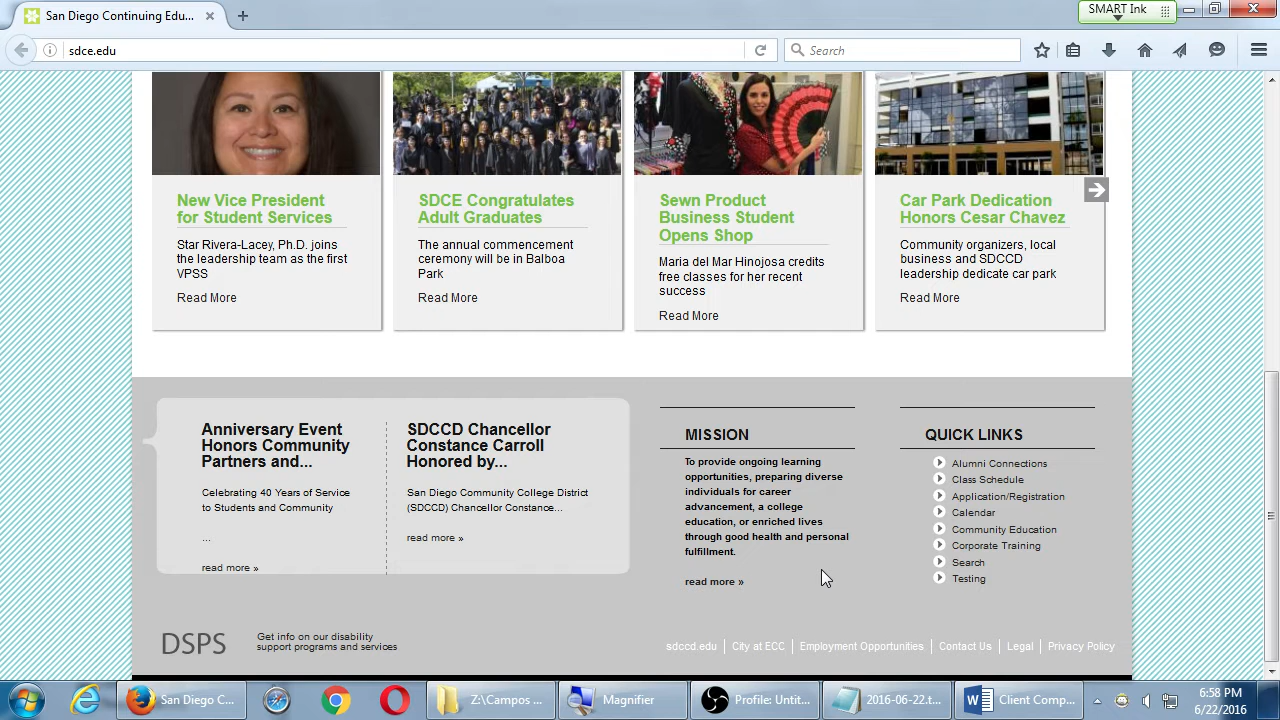 San Diego Continuing Edu...
SMART Ink
sdce.edu
Search
New Vice President
for Student Services
Star Rivera-Lacey, Ph.D. joins
the leadership team as the first
VPSS
Read More
SDCE Congratulates
Adult Graduates
The annual commencement
ceremony will be in Balboa
Park
Read More
Sewn Product
Business Student
Opens Shop
Maria del Mar Hinojosa credits
free classes for her recent
success
Read More
Car Park Dedication
Honors Cesar Chavez
Community organizers, local
business and SDCCD
leadership dedicate car park
Read More
Anniversary Event
Honors Community
Partners and...
Celebrating 40 Years of Service
to Students and Community
...
read more »
SDCCD Chancellor
Constance Carroll
Honored by...
San Diego Community College District
(SDCCD) Chancellor Constance...
read more »
MISSION
To provide ongoing learning
opportunities, preparing diverse
individuals for career
advancement, a college
education, or enriched lives
through good health and personal
fulfillment.
read more »
QUICK LINKS
Alumni Connections
Class Schedule
Application/Registration
Calendar
Community Education
Corporate Training
Search
Testing
DSPS
Get info on our disability
support programs and services
sdccd.edu
City at ECC
Employment Opportunities
Contact Us
Legal
Privacy Policy
San Diego C...
Z:\Campos ...
Magnifier
Profile: Untit...
2016-06-22.t...
Client Comp...
6:58 PM
6/22/2016